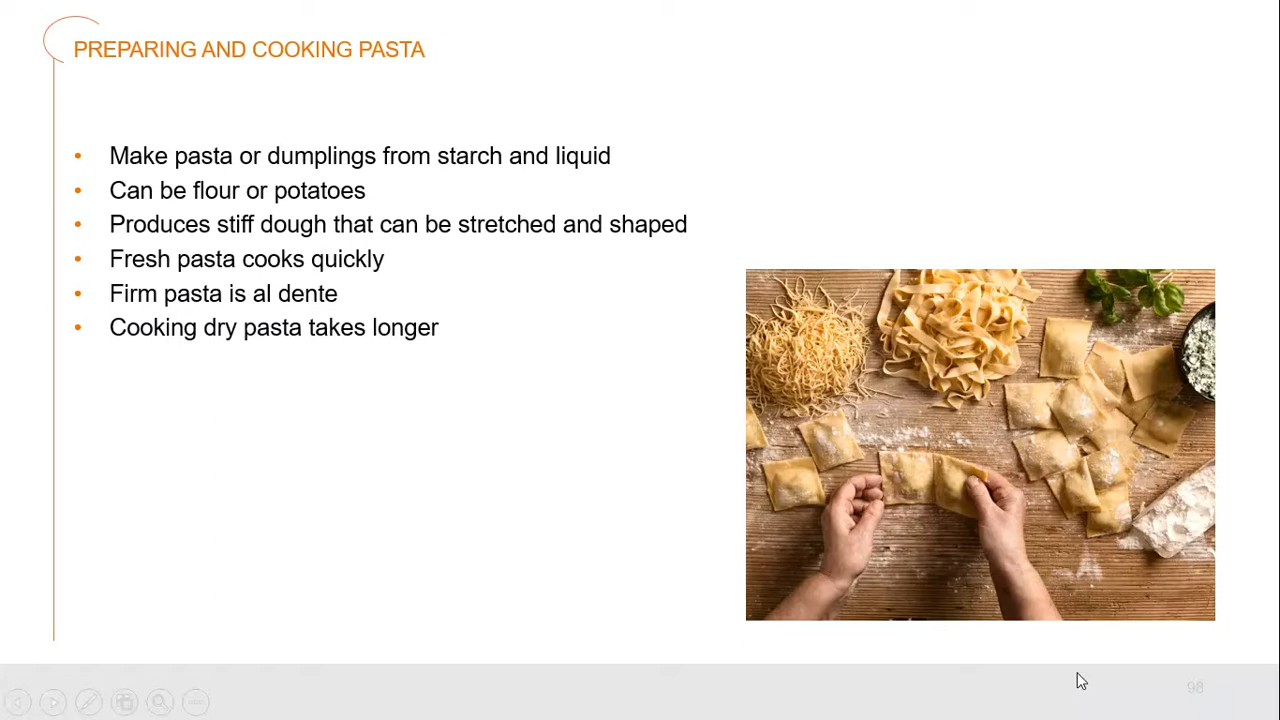 PREPARING AND COOKING PASTA
• Make pasta or dumplings from starch and liquid
• Can be flour or potatoes
• Produces stiff dough that can be stretched and shaped
• Fresh pasta cooks quickly
• Firm pasta is al dente
• Cooking dry pasta takes longer
98